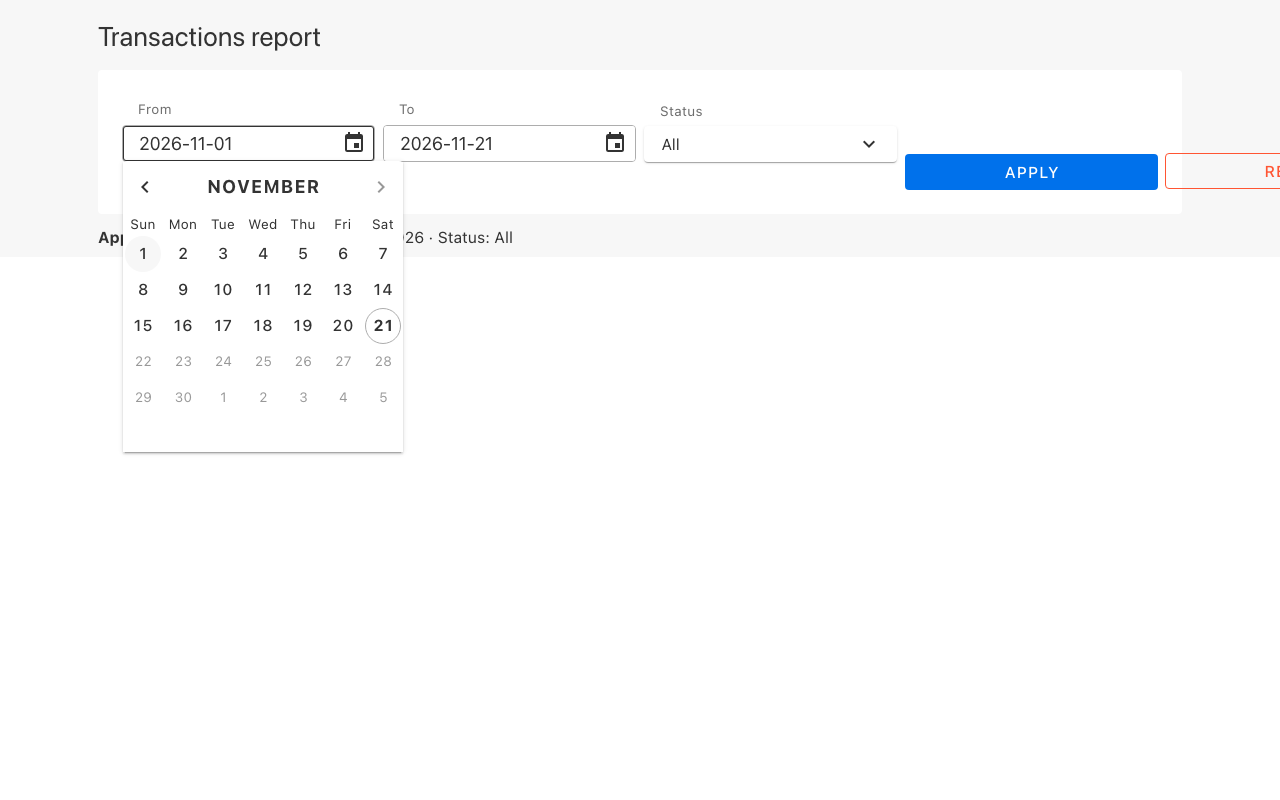 Transactions report
From
To
Status
2026-11-01
2026-11-21
All
APPLY
NOVEMBER
Sun Mon Tue Wed Thu Fri Sat
1 2 3 4 5 6 7
8 9 10 11 12 13 14
15 16 17 18 19 20 21
22 23 24 25 26 27 28
29 30 1 2 3 4 5
· Status: All